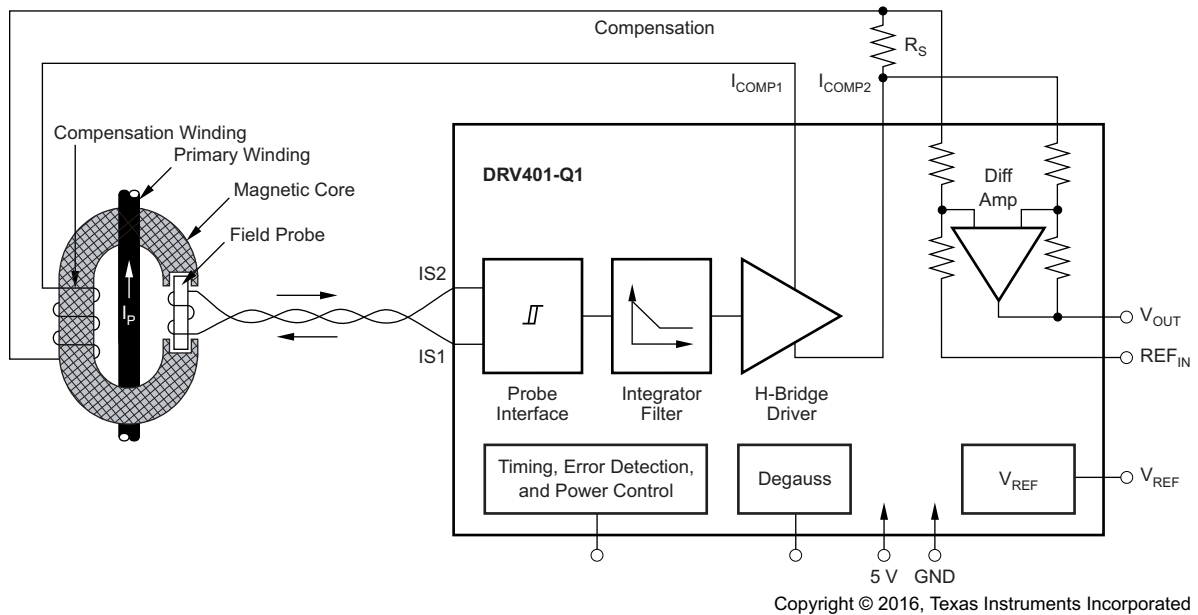 Compensation
R_S
I_COMP1
I_COMP2
Compensation Winding
Primary Winding
Magnetic Core
Field Probe
I_P
DRV401-Q1
Diff
Amp
IS2
IS1
Probe
Interface
Integrator
Filter
H-Bridge
Driver
V_OUT
REF_IN
Timing, Error Detection,
and Power Control
Degauss
V_REF
V_REF
5 V
GND
Copyright © 2016, Texas Instruments Incorporated